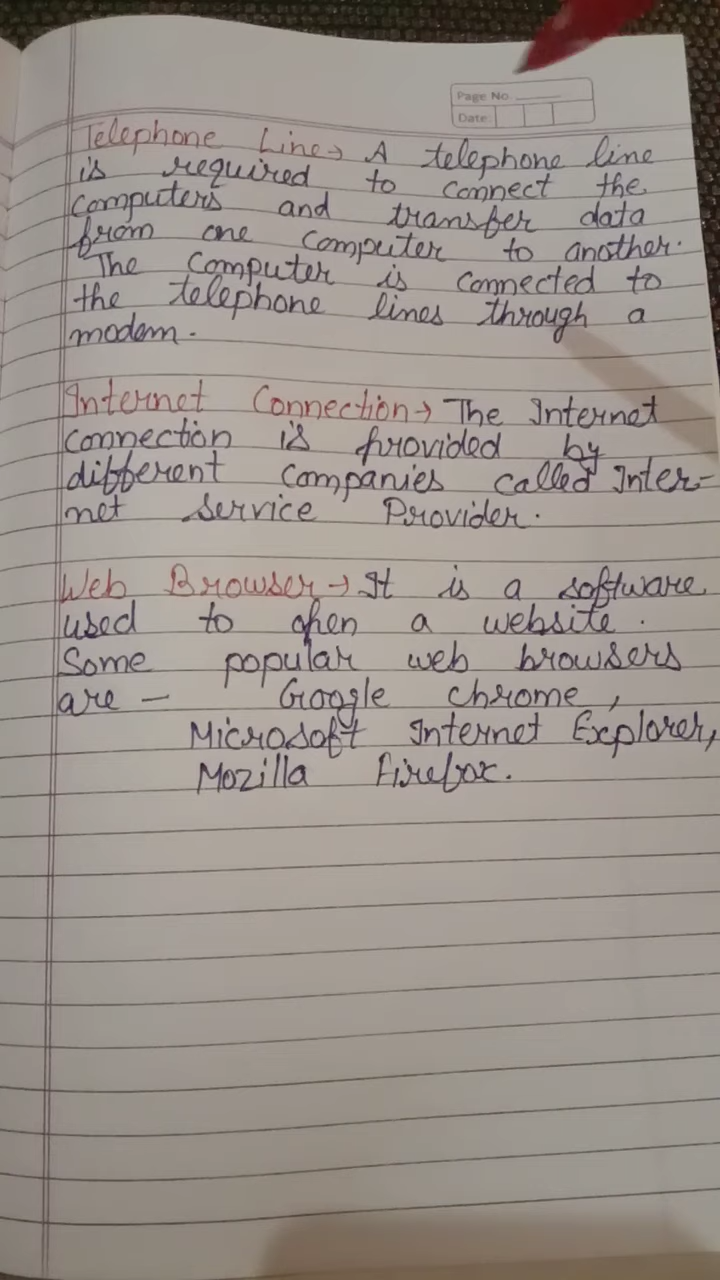 Page No.
Date:
Telephone Line → A telephone line
is required to connect the
computers and transfer data
from one computer to another.
The computer is connected to
the telephone lines through a
modem.
Internet Connection → The Internet
connection is provided by
different companies called Inter-
net Service Provider.
Web Browser → It is a software
used to open a website.
Some popular web browsers
are — Google Chrome,
Microsoft Internet Explorer,
Mozilla Firefox.